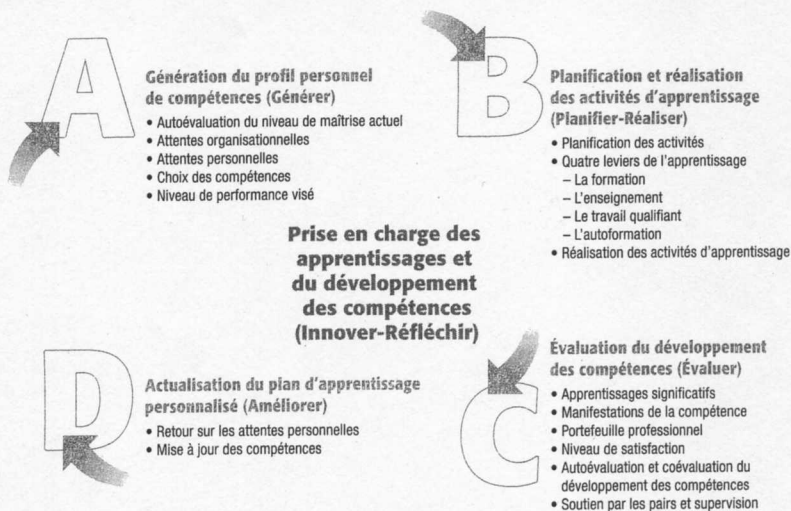 A
Génération du profil personnel
de compétences (Générer)
• Autoévaluation du niveau de maîtrise actuel
• Attentes organisationnelles
• Attentes personnelles
• Choix des compétences
• Niveau de performance visé
B
Planification et réalisation
des activités d'apprentissage
(Planifier-Réaliser)
• Planification des activités
• Quatre leviers de l'apprentissage
– La formation
– L'enseignement
– Le travail qualifiant
– L'autoformation
• Réalisation des activités d'apprentissage
Prise en charge des
apprentissages et
du développement
des compétences
(Innover-Réfléchir)
D
Actualisation du plan d'apprentissage
personnalisé (Améliorer)
• Retour sur les attentes personnelles
• Mise à jour des compétences
C
Évaluation du développement
des compétences (Évaluer)
• Apprentissages significatifs
• Manifestations de la compétence
• Portefeuille professionnel
• Niveau de satisfaction
• Autoévaluation et coévaluation du
développement des compétences
• Soutien par les pairs et supervision